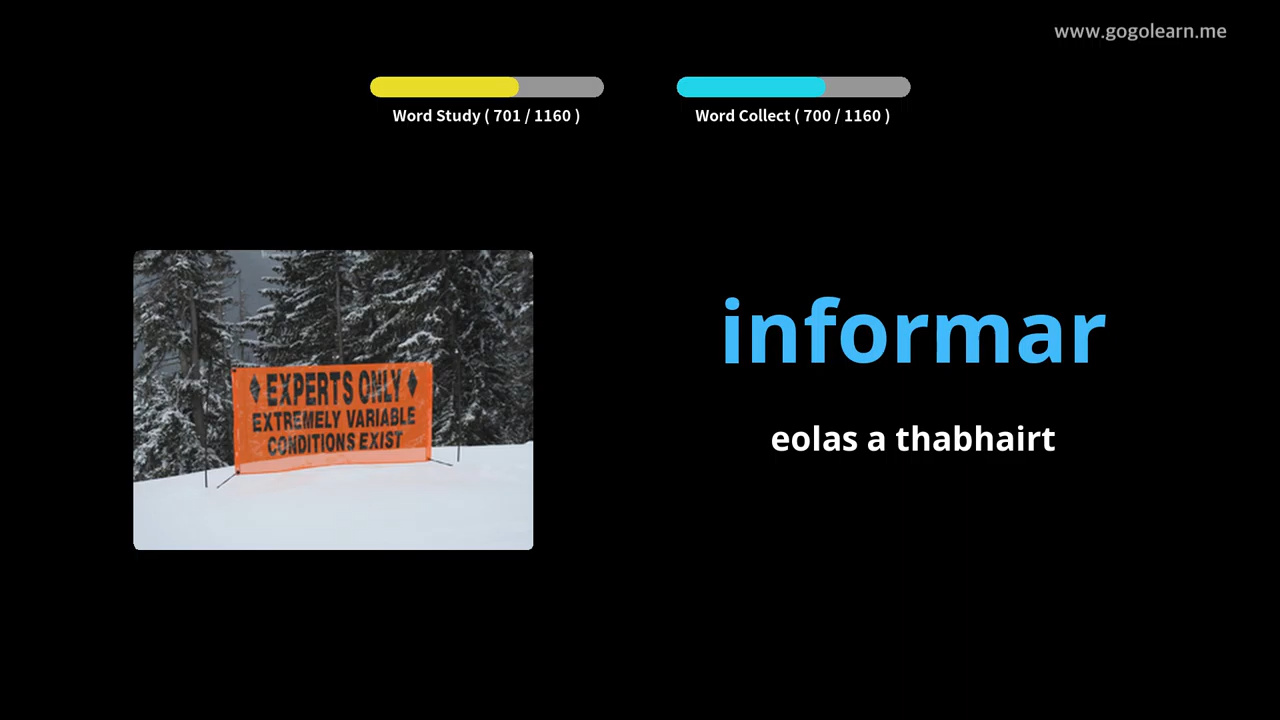 www.gogolearn.me
Word Study ( 701 / 1160 )
Word Collect ( 700 / 1160 )
EXPERTS ONLY
EXTREMELY VARIABLE
CONDITIONS EXIST
informar
eolas a thabhairt